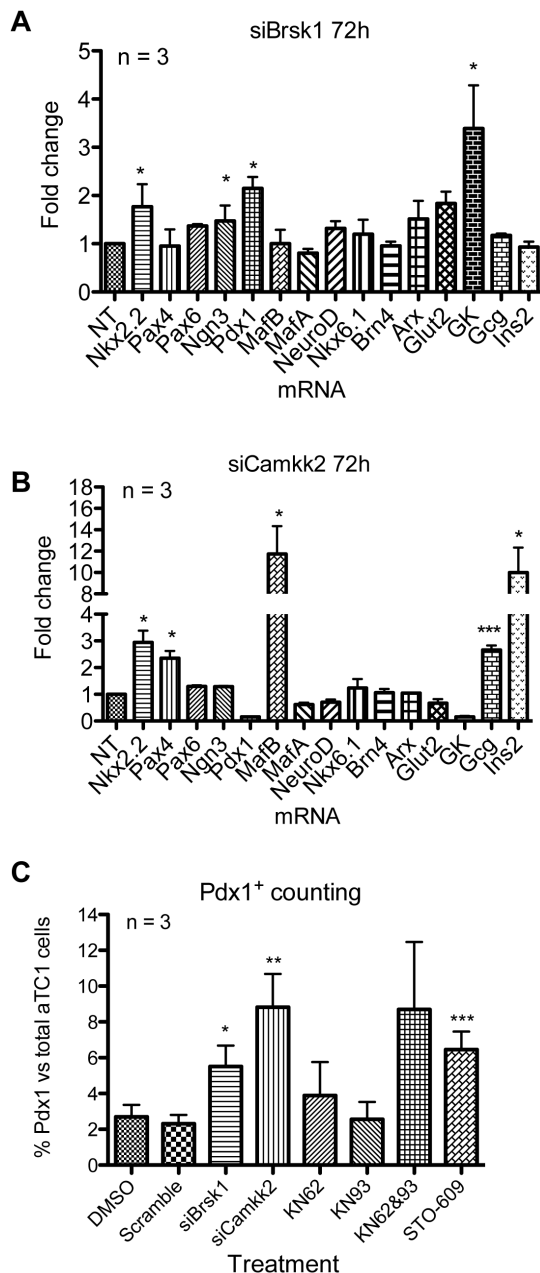 A
siBrsk1 72h
n = 3
Fold change
5
4
3
2
1
0
NT
Nkx2.2
Pax4
Pax6
Ngn3
Pdx1
MafB
MafA
NeuroD
Nkx6.1
Brn4
Arx
Glut2
GK
Gcg
Ins2
* * * *
mRNA
B
siCamkk2 72h
n = 3
Fold change
18
16
14
12
10
8
4
3
2
1
0
* * * *** *
NT
Nkx2.2
Pax4
Pax6
Ngn3
Pdx1
MafB
MafA
NeuroD
Nkx6.1
Brn4
Arx
Glut2
GK
Gcg
Ins2
mRNA
C
Pdx1⁺ counting
n = 3
% Pdx1 vs total aTC1 cells
14
12
10
8
6
4
2
0
* ** ***
DMSO
Scramble
siBrsk1
siCamkk2
KN62
KN93
KN62&93
STO-609
Treatment